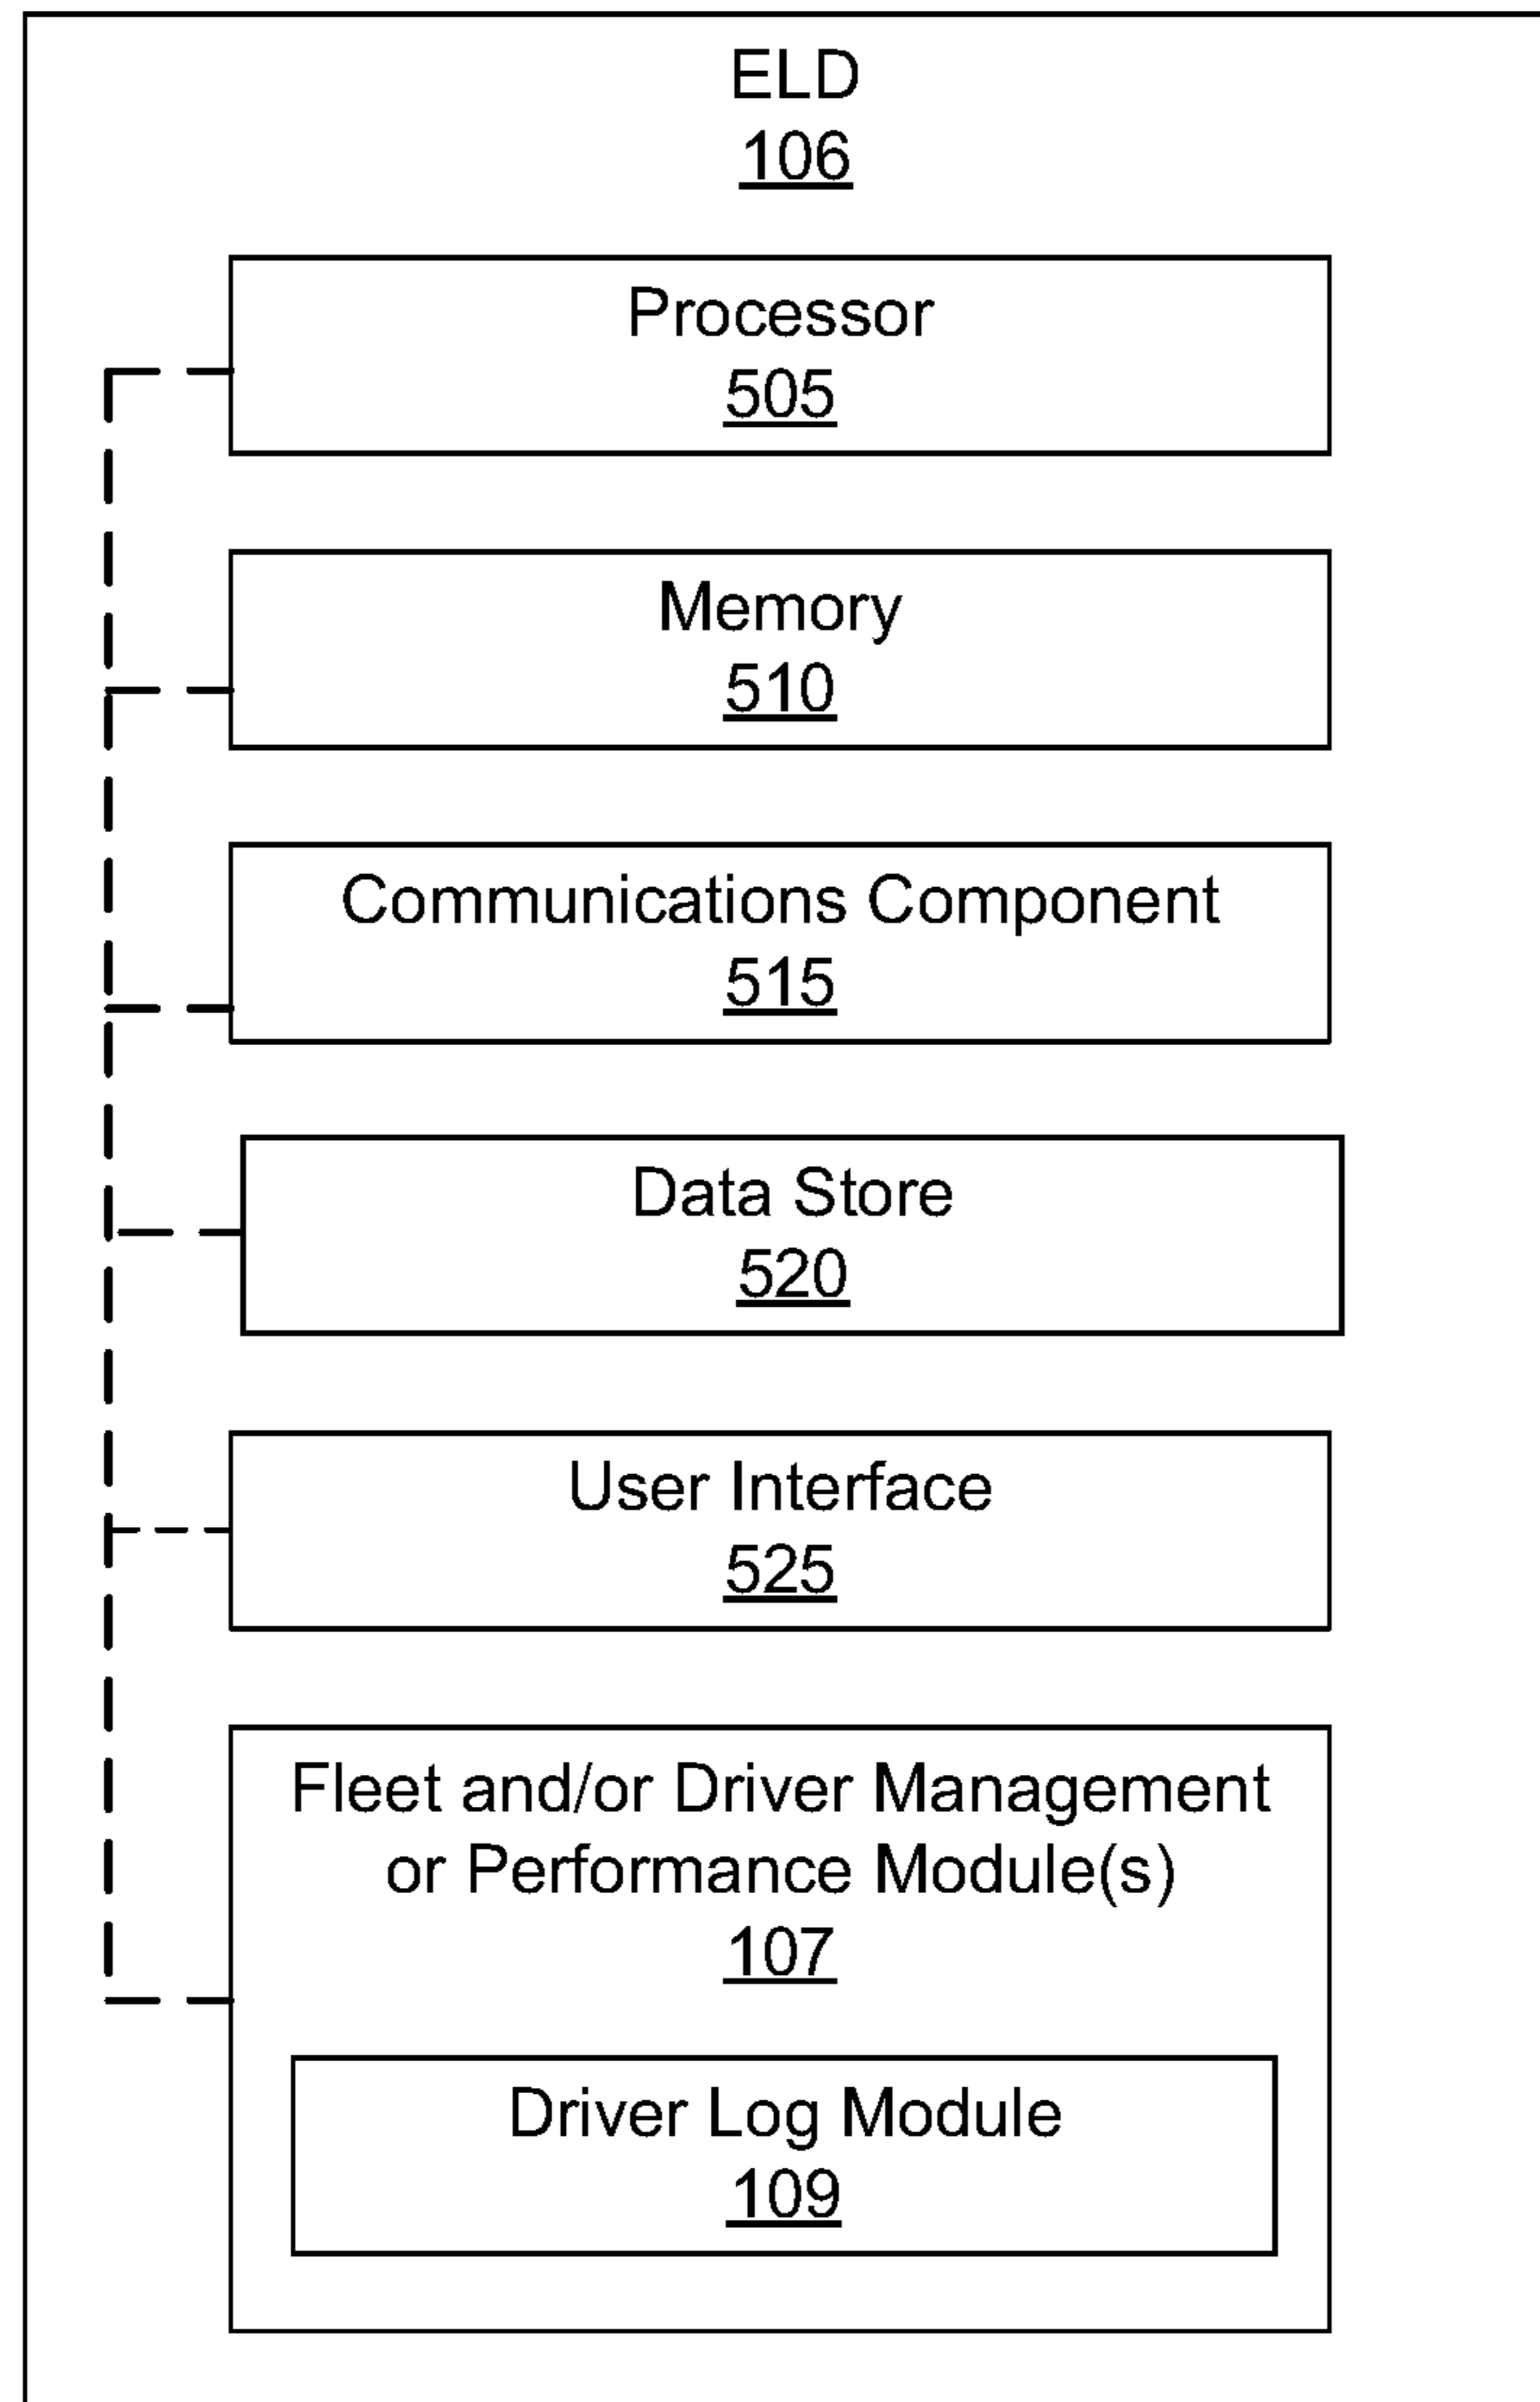 ELD
106
Processor
505
Memory
510
Communications Component
515
Data Store
520
User Interface
525
Fleet and/or Driver Management
or Performance Module(s)
107
Driver Log Module
109